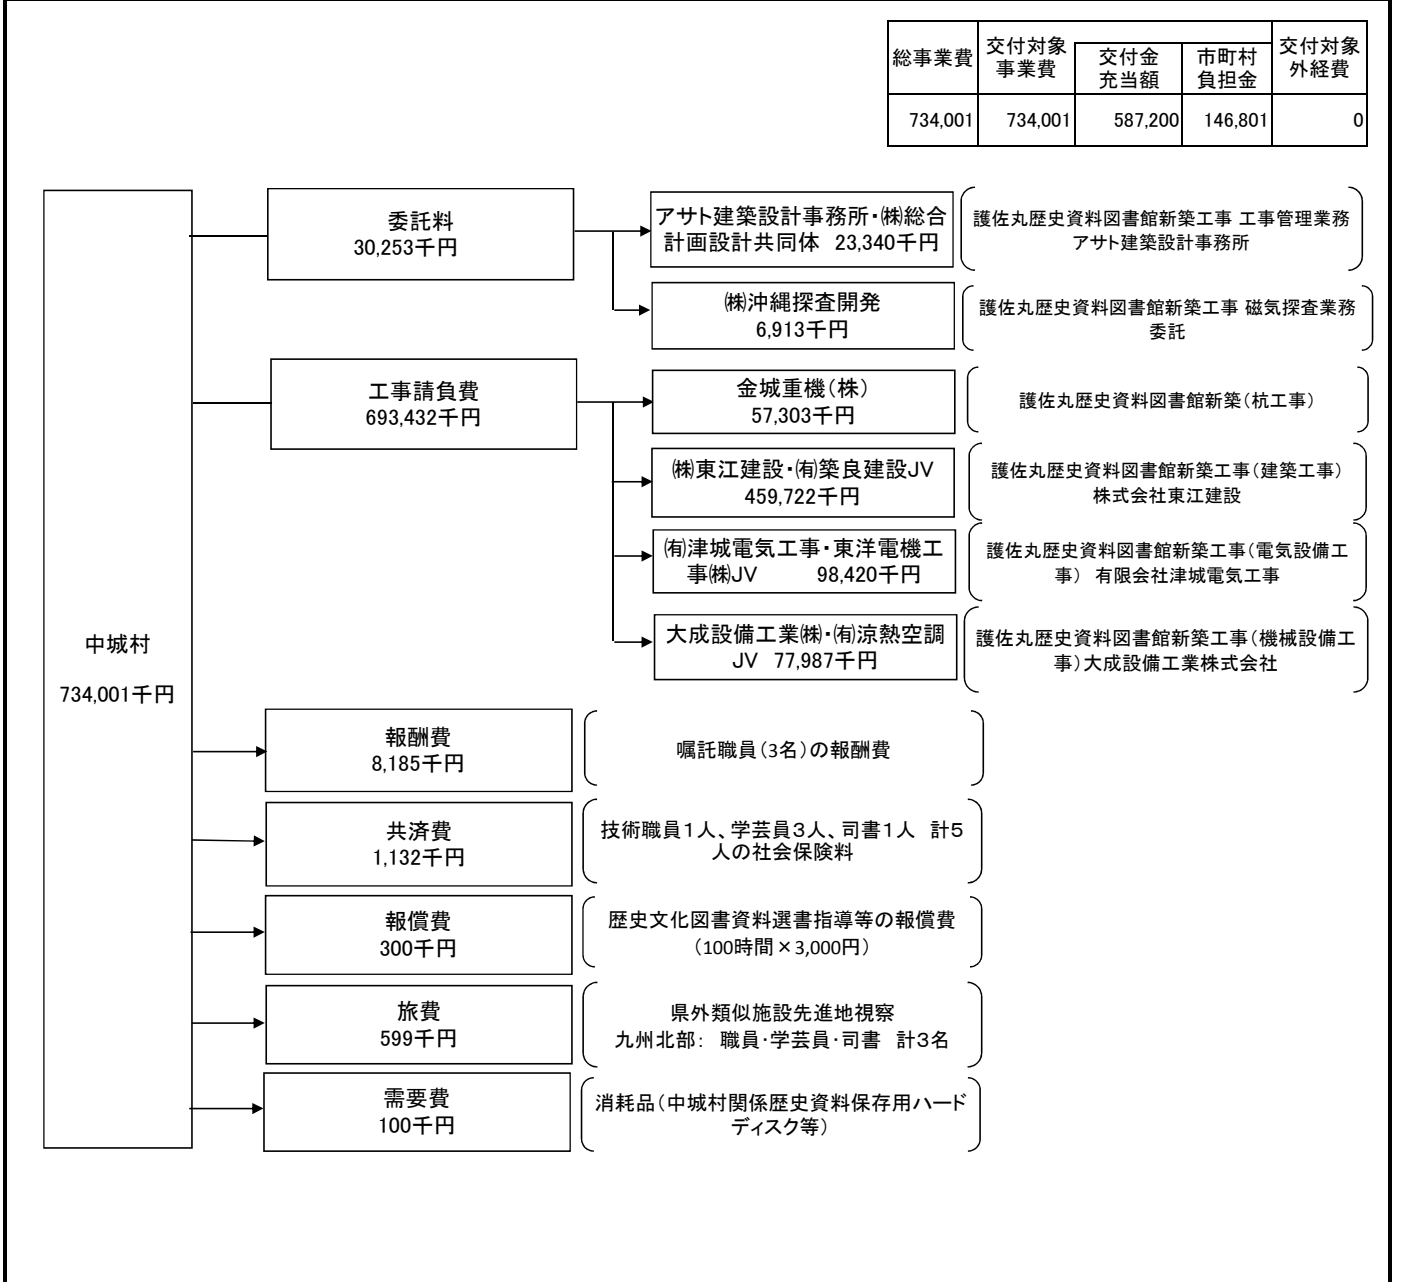 総事業費
交付対象
事業費
交付金
充当額
市町村
負担金
交付対象
外経費
734,001
734,001
587,200
146,801
0
中城村
734,001千円
委託料
30,253千円
アサト建築設計事務所・㈱総合
計画設計共同体 23,340千円
護佐丸歴史資料図書館新築工事 工事管理業務
アサト建築設計事務所
㈱沖縄探査開発
6,913千円
護佐丸歴史資料図書館新築工事 磁気探査業務
委託
工事請負費
693,432千円
金城重機(株)
57,303千円
護佐丸歴史資料図書館新築(杭工事)
㈱東江建設・㈲築良建設JV
459,722千円
護佐丸歴史資料図書館新築工事(建築工事)
株式会社東江建設
㈲津城電気工事・東洋電機工
事㈱JV 98,420千円
護佐丸歴史資料図書館新築工事(電気設備工
事) 有限会社津城電気工事
大成設備工業㈱・㈲涼熱空調
JV 77,987千円
護佐丸歴史資料図書館新築工事(機械設備工
事)大成設備工業株式会社
報酬費
8,185千円
嘱託職員(3名)の報酬費
共済費
1,132千円
技術職員1人、学芸員3人、司書1人 計5
人の社会保険料
報償費
300千円
歴史文化図書資料選書指導等の報償費
(100時間×3,000円)
旅費
599千円
県外類似施設先進地視察
九州北部: 職員・学芸員・司書 計3名
需要費
100千円
消耗品(中城村関係歴史資料保存用ハード
ディスク等)